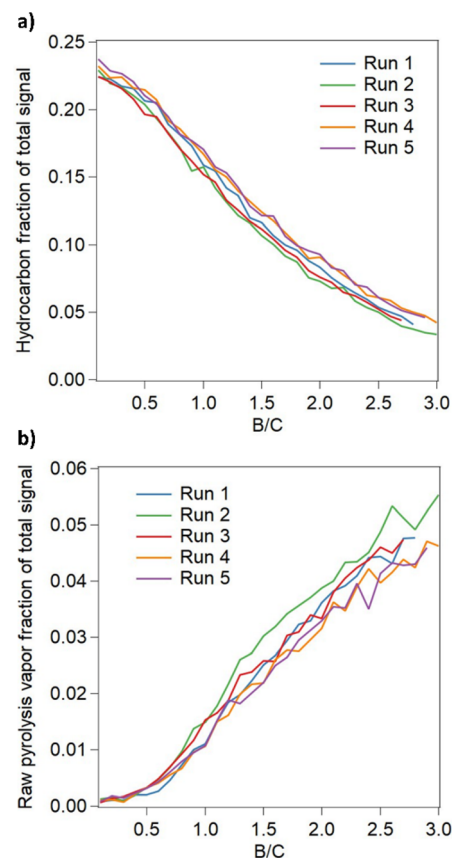 a)
Hydrocarbon fraction of total signal
0.25
0.20
0.15
0.10
0.05
0.00
Run 1
Run 2
Run 3
Run 4
Run 5
0.5 1.0 1.5 2.0 2.5 3.0
B/C
b)
Raw pyrolysis vapor fraction of total signal
0.06
0.05
0.04
0.03
0.02
0.01
0.00
Run 1
Run 2
Run 3
Run 4
Run 5
0.5 1.0 1.5 2.0 2.5 3.0
B/C